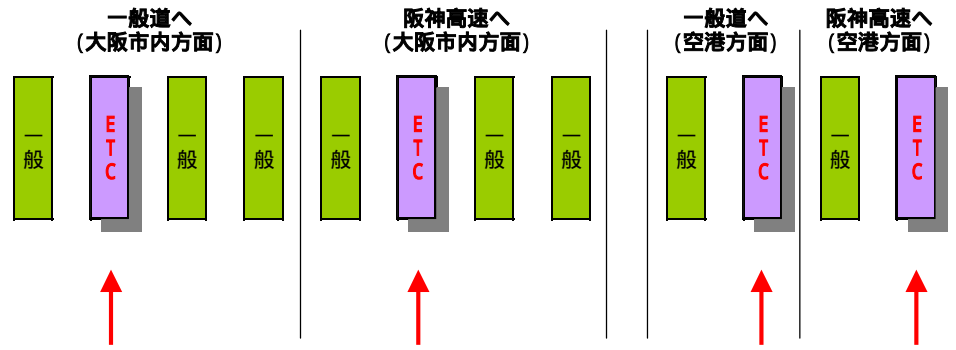 一般道へ
(大阪市内方面)
阪神高速へ
(大阪市内方面)
一般道へ
(空港方面)
阪神高速へ
(空港方面)
一般
ETC
一般
一般
一般
ETC
一般
一般
一般
ETC
一般
ETC